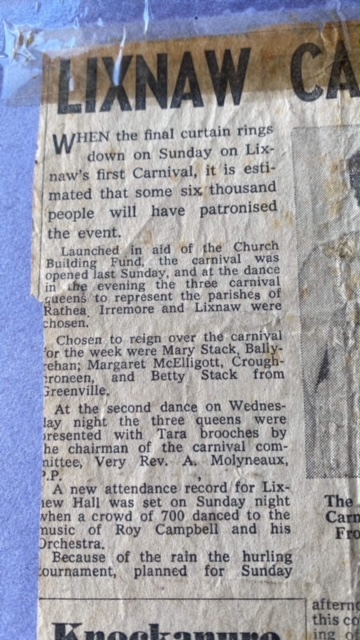 LIXNAW CA
WHEN the final curtain rings
down on Sunday on Lix-
naw's first Carnival, it is esti-
mated that some six thousand
people will have patronised
the event.
Launched in aid of the Church
Building Fund, the carnival was
opened last Sunday, and at the dance
in the evening the three carnival
queens to represent the parishes of
Rathea, Irremore and Lixnaw were
chosen.
Chosen to reign over the carnival
for the week were Mary Stack, Bally-
rehan; Margaret McElligott, Crough-
croneen, and Betty Stack from
Greenville.
At the second dance on Wednes-
day night the three queens were
presented with Tara brooches by
he chairman of the carnival com-
mittee, Very Rev. A. Molyneaux,
P.P.
A new attendance record for Lix-
new Hall was set on Sunday night
when a crowd of 700 danced to the
music of Roy Campbell and his
Orchestra.
Because of the rain the hurling
tournament, planned for Sunday
The
Carn
Fro
afterno
this co
ing
Knockanure